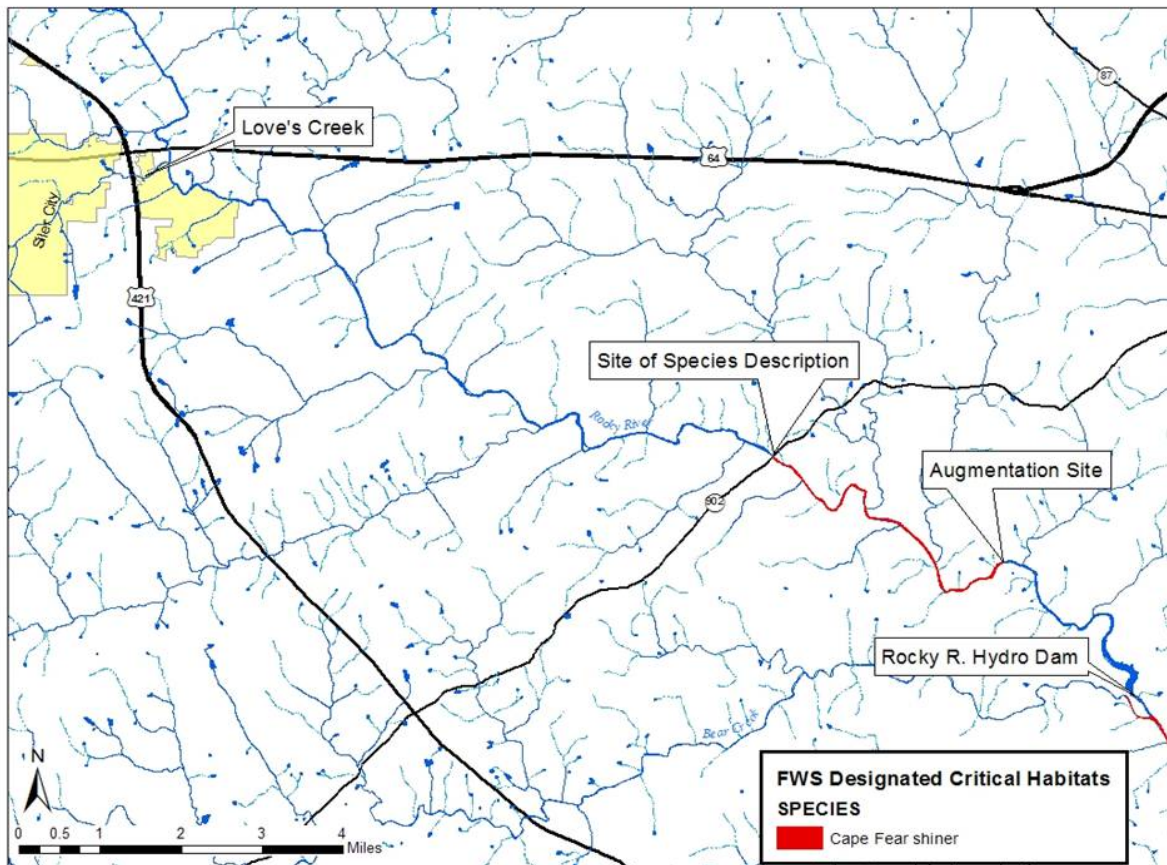 87
Love's Creek
64
Siler City
421
Site of Species Description
Rocky River
Augmentation Site
902
Rocky R. Hydro Dam
Bear Creek
N
0 0.5 1 2 3 4
Miles
FWS Designated Critical Habitats
SPECIES
Cape Fear shiner